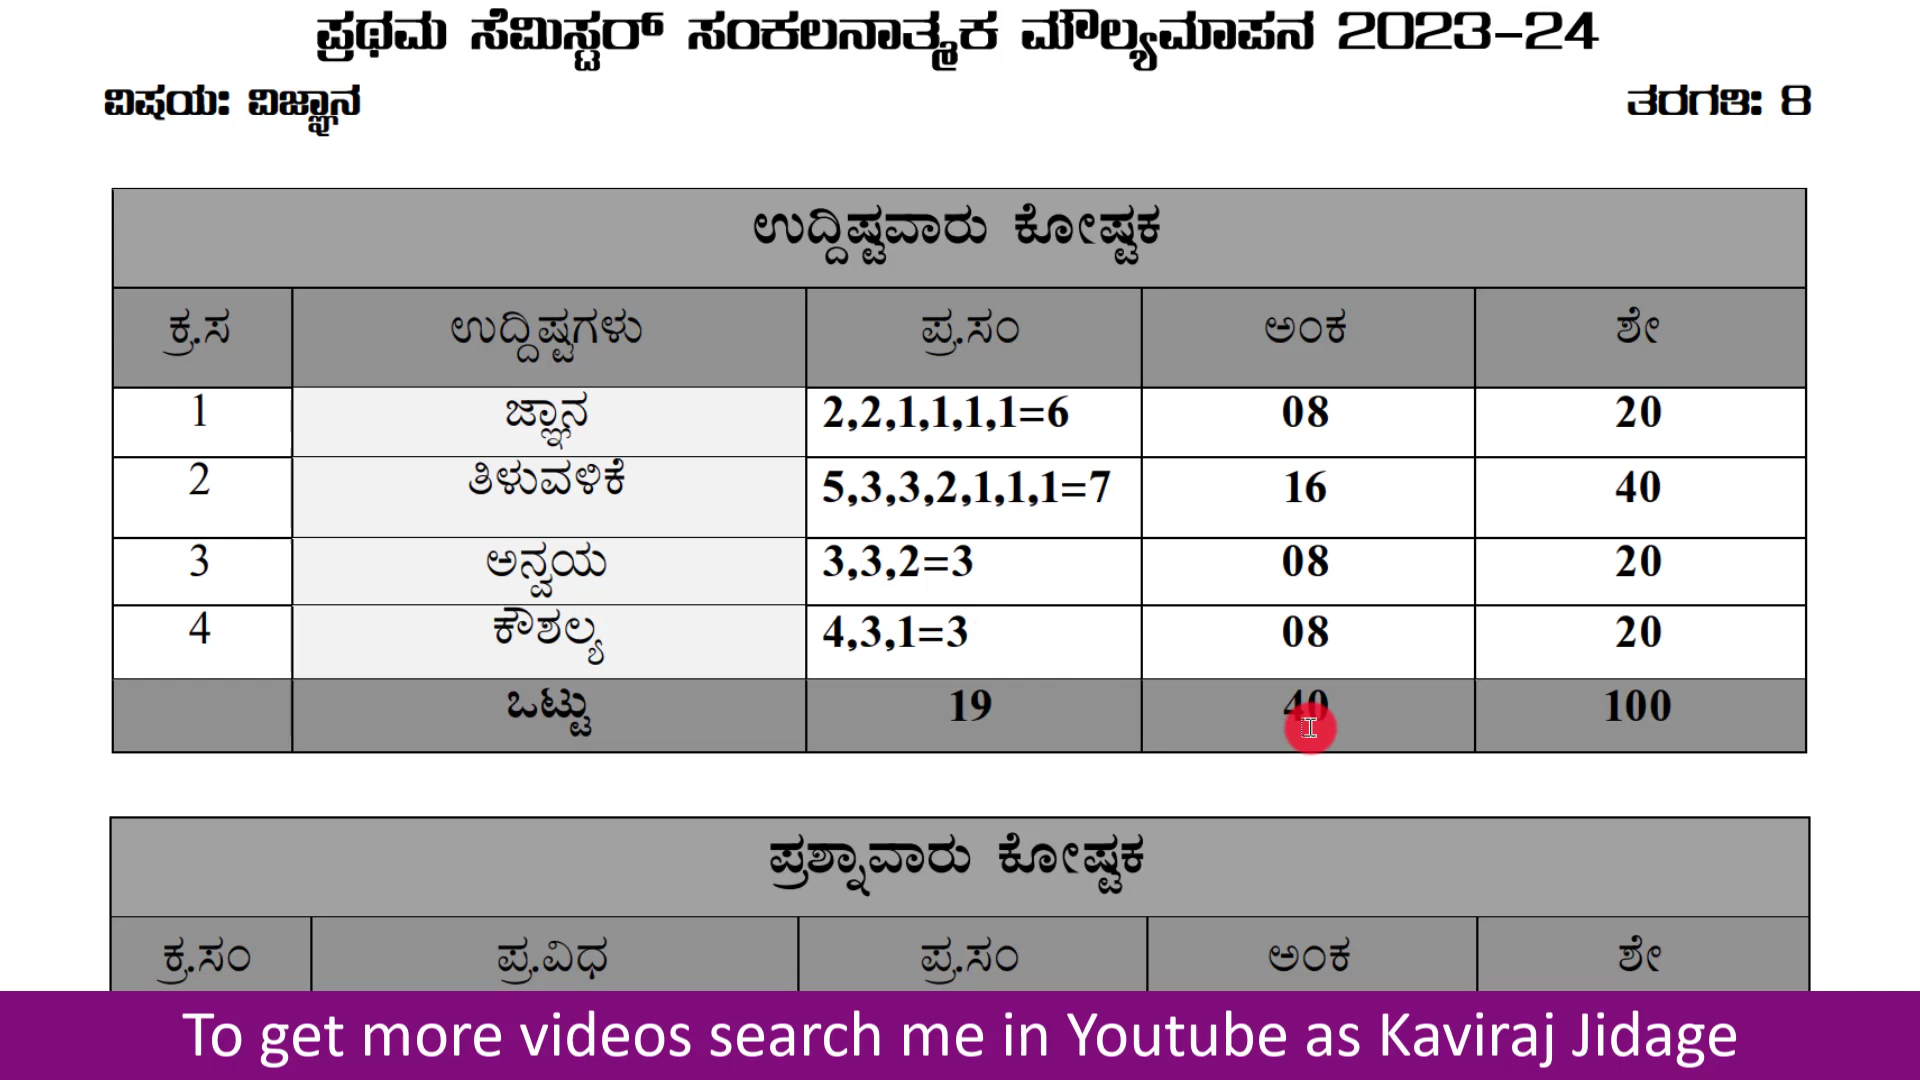 ಪ್ರಥಮ ಸೆಮಿಸ್ಟರ್ ಸಂಕಲನಾತ್ಮಕ ಮೌಲ್ಯಮಾಪನ 2023-24
ವಿಷಯ: ವಿಜ್ಞಾನ ತರಗತಿ: 8
ಉದ್ದಿಷ್ಟವಾರು ಕೋಷ್ಟಕ
ಕ್ರ.ಸ ಉದ್ದಿಷ್ಟಗಳು ಪ್ರ.ಸಂ ಅಂಕ ಶೇ
1 ಜ್ಞಾನ 2,2,1,1,1,1=6 08 20
2 ತಿಳುವಳಿಕೆ 5,3,3,2,1,1,1=7 16 40
3 ಅನ್ವಯ 3,3,2=3 08 20
4 ಕೌಶಲ್ಯ 4,3,1=3 08 20
ಒಟ್ಟು 19 40 100
ಪ್ರಶ್ನಾವಾರು ಕೋಷ್ಟಕ
ಕ್ರ.ಸಂ ಪ್ರ.ವಿಧ ಪ್ರ.ಸಂ ಅಂಕ ಶೇ
To get more videos search me in Youtube as Kaviraj Jidage